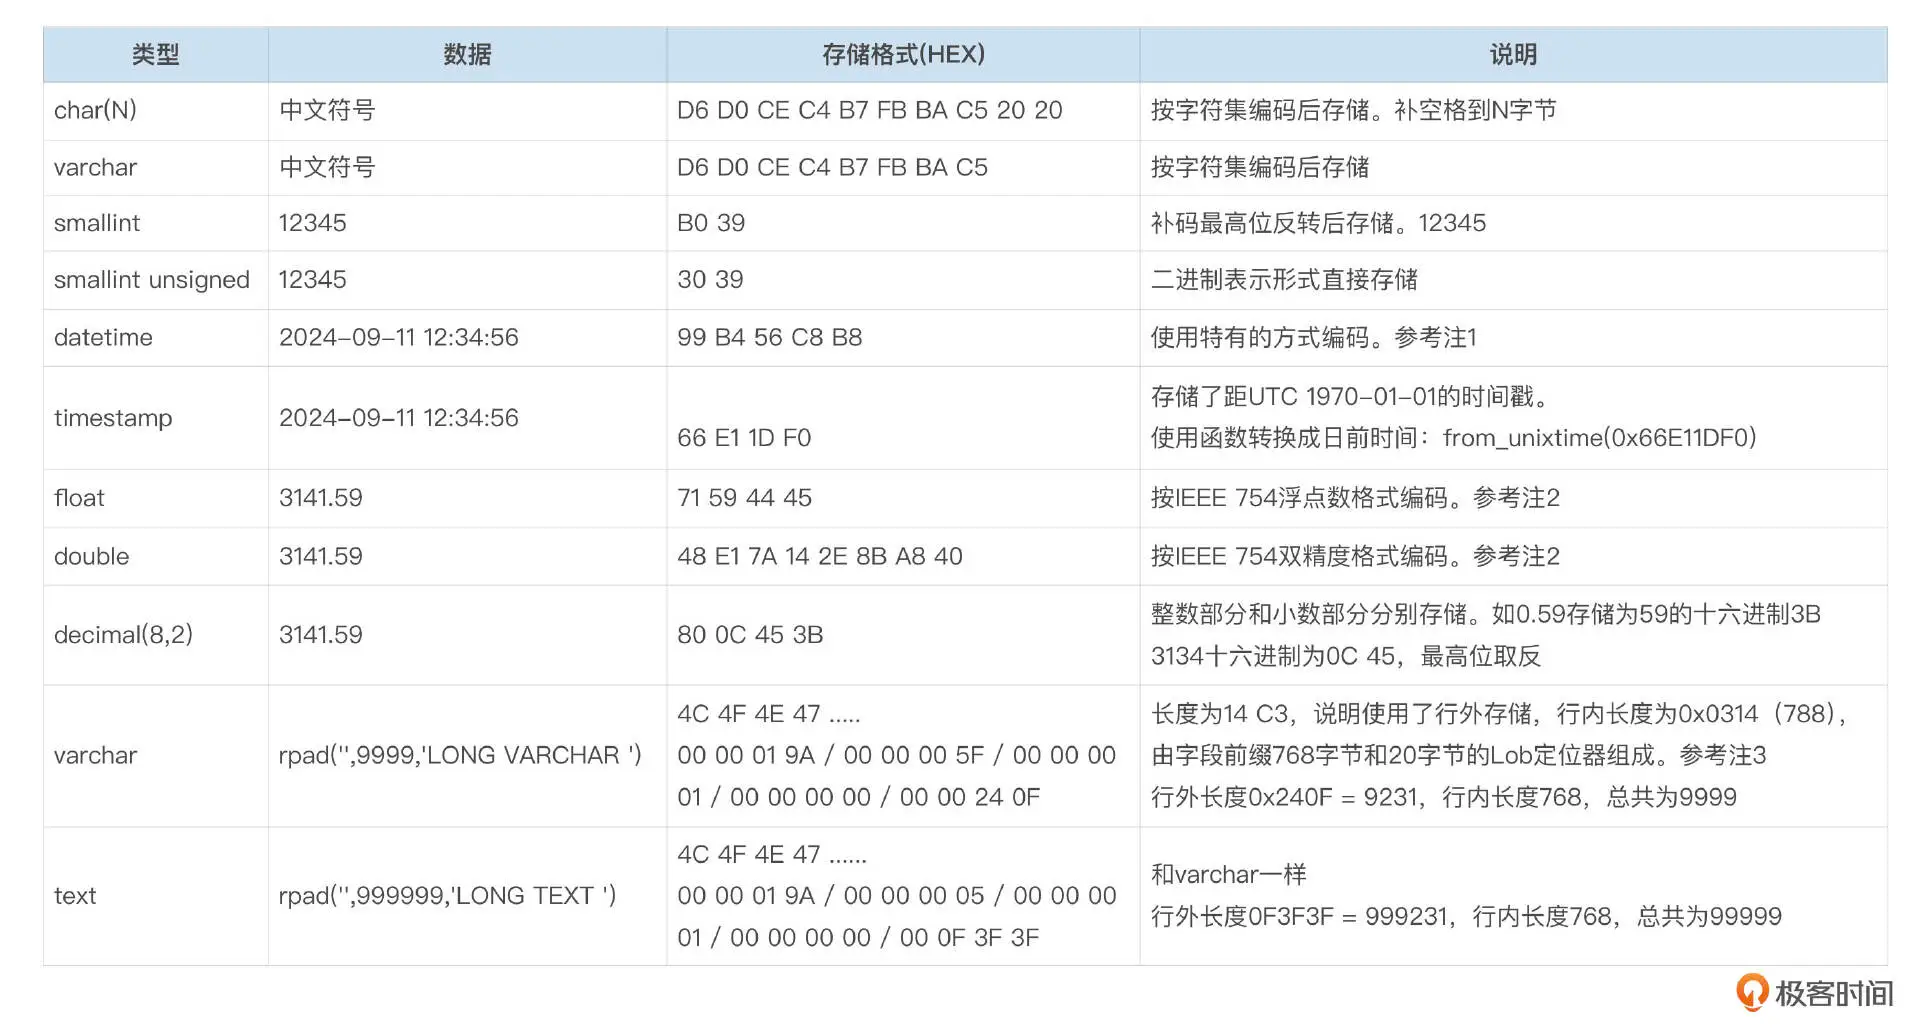 类型 数据 存储格式(HEX) 说明
char(N) 中文符号 D6 D0 CE C4 B7 FB BA C5 20 20 按字符集编码后存储。补空格到N字节
varchar 中文符号 D6 D0 CE C4 B7 FB BA C5 按字符集编码后存储
smallint 12345 B0 39 补码最高位反转后存储。12345
smallint unsigned 12345 30 39 二进制表示形式直接存储
datetime 2024-09-11 12:34:56 99 B4 56 C8 B8 使用特有的方式编码。参考注1
timestamp 2024-09-11 12:34:56 66 E1 1D F0
存储了距UTC 1970-01-01的时间戳。
使用函数转换成日前时间：from_unixtime(0x66E11DF0)
float 3141.59 71 59 44 45 按IEEE 754浮点数格式编码。参考注2
double 3141.59 48 E1 7A 14 2E 8B A8 40 按IEEE 754双精度格式编码。参考注2
decimal(8,2) 3141.59 80 0C 45 3B
整数部分和小数部分分别存储。如0.59存储为59的十六进制3B
3134十六进制为0C 45，最高位取反
varchar rpad('',9999,'LONG VARCHAR ')
4C 4F 4E 47 .....
00 00 01 9A / 00 00 00 5F / 00 00 00
01 / 00 00 00 00 / 00 00 24 0F
长度为14 C3，说明使用了行外存储，行内长度为0x0314（788），
由字段前缀768字节和20字节的Lob定位器组成。参考注3
行外长度0x240F = 9231，行内长度768，总共为9999
text rpad('',999999,'LONG TEXT ')
4C 4F 4E 47 ......
00 00 01 9A / 00 00 00 05 / 00 00 00
01 / 00 00 00 00 / 00 0F 3F 3F
和varchar一样
行外长度0F3F3F = 999231，行内长度768，总共为99999
极客时间